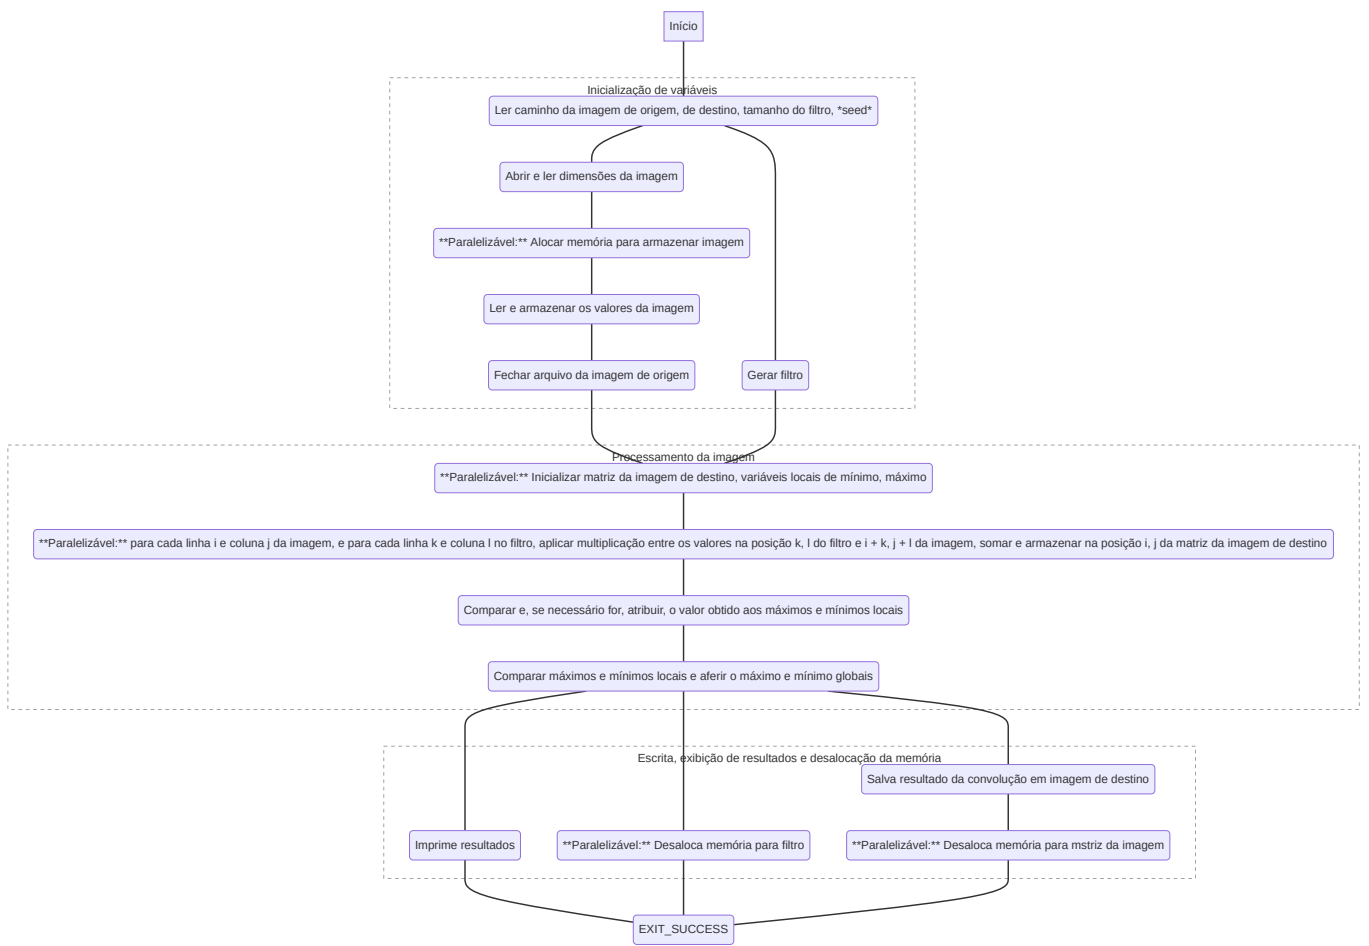 Início
Inicialização de variáveis
Ler caminho da imagem de origem, de destino, tamanho do filtro, *seed*
Abrir e ler dimensões da imagem
**Paralelizável:** Alocar memória para armazenar imagem
Ler e armazenar os valores da imagem
Fechar arquivo da imagem de origem
Gerar filtro
Processamento da imagem
**Paralelizável:** Inicializar matriz da imagem de destino, variáveis locais de mínimo, máximo
**Paralelizável:** para cada linha i e coluna j da imagem, e para cada linha k e coluna l no filtro, aplicar multiplicação entre os valores na posição k, l do filtro e i + k, j + l da imagem, somar e armazenar na posição i, j da matriz da imagem de destino
Comparar e, se necessário for, atribuir, o valor obtido aos máximos e mínimos locais
Comparar máximos e mínimos locais e aferir o máximo e mínimo globais
Escrita, exibição de resultados e desalocação da memória
Salva resultado da convolução em imagem de destino
Imprime resultados
**Paralelizável:** Desaloca memória para filtro
**Paralelizável:** Desaloca memória para mstriz da imagem
EXIT_SUCCESS